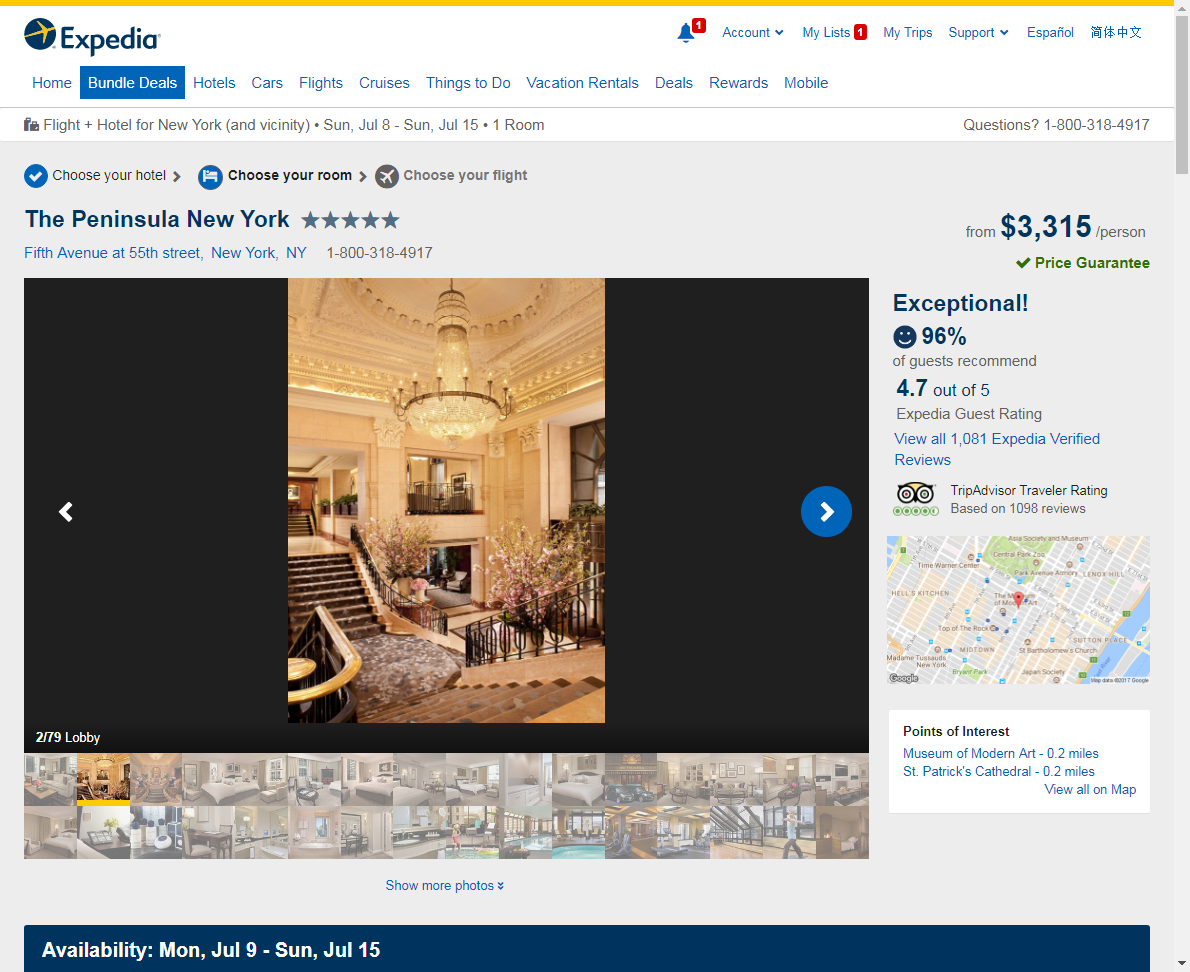 Expedia
1
Account
My Lists 1
My Trips
Support
Español
简体中文
Home
Bundle Deals
Hotels
Cars
Flights
Cruises
Things to Do
Vacation Rentals
Deals
Rewards
Mobile
Flight + Hotel for New York (and vicinity) • Sun, Jul 8 - Sun, Jul 15 • 1 Room
Questions? 1-800-318-4917
Choose your hotel
Choose your room
Choose your flight
The Peninsula New York
Fifth Avenue at 55th street, New York, NY 1-800-318-4917
from $3,315 /person
Price Guarantee
2/79 Lobby
Show more photos
Exceptional!
96%
of guests recommend
4.7 out of 5
Expedia Guest Rating
View all 1,081 Expedia Verified
Reviews
TripAdvisor Traveler Rating
Based on 1098 reviews
Asia Society and Museum
Central Park Zoo
Time Warner Center
Park Avenue Armory
LENOX HILL
HELL'S KITCHEN
The Museum
of Modern Art
Top of The Rock
SUTTON PLACE
MIDTOWN
St Bartholomew's Church
Madame Tussauds
New York
Bryant Park
Japan Society
Google
Map data ©2017 Google
Points of Interest
Museum of Modern Art - 0.2 miles
St. Patrick's Cathedral - 0.2 miles
View all on Map
Availability: Mon, Jul 9 - Sun, Jul 15